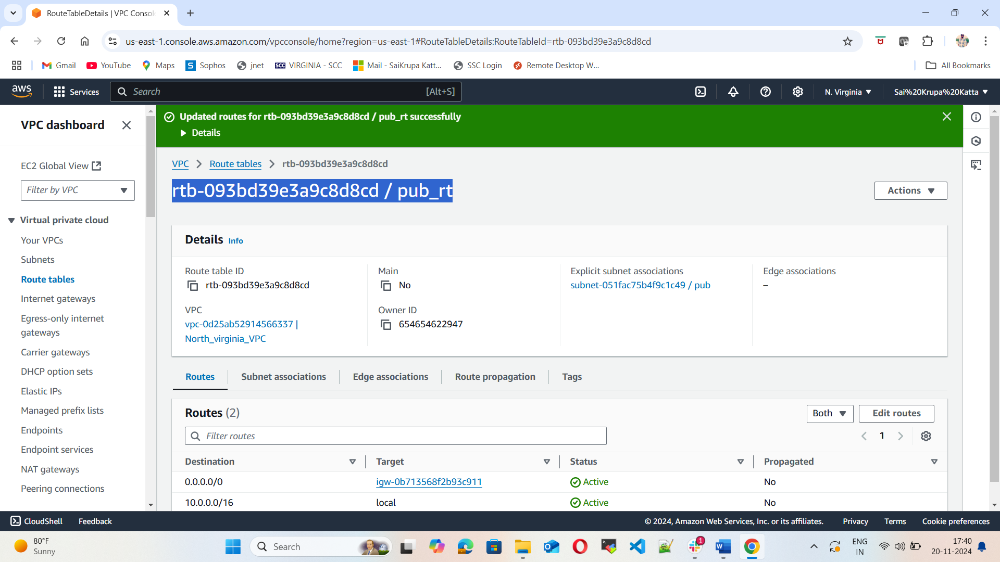 RouteTableDetails | VPC Consol
us-east-1.console.aws.amazon.com/vpcconsole/home?region=us-east-1#RouteTableDetails:RouteTableId=rtb-093bd39e3a9c8d8cd
Gmail YouTube Maps Sophos jnet SCC VIRGINIA - SCC Mail - SaiKrupa Katt... SSC Login Remote Desktop W... All Bookmarks
aws Services Search [Alt+S] N. Virginia Sai%20Krupa%20Katta
VPC dashboard
EC2 Global View
Filter by VPC
Virtual private cloud
Your VPCs
Subnets
Route tables
Internet gateways
Egress-only internet
gateways
Carrier gateways
DHCP option sets
Elastic IPs
Managed prefix lists
Endpoints
Endpoint services
NAT gateways
Peering connections
Updated routes for rtb-093bd39e3a9c8d8cd / pub_rt successfully
Details
VPC Route tables rtb-093bd39e3a9c8d8cd
rtb-093bd39e3a9c8d8cd / pub_rt
Actions
Details Info
Route table ID
rtb-093bd39e3a9c8d8cd
Main
No
Explicit subnet associations
subnet-051fac75b4f9c1c49 / pub
Edge associations
–
VPC
vpc-0d25ab52914566337 |
North_virginia_VPC
Owner ID
654654622947
Routes Subnet associations Edge associations Route propagation Tags
Routes (2)
Both Edit routes
Filter routes
1
Destination Target Status Propagated
0.0.0.0/0 igw-0b713568f2b93c911 Active No
10.0.0.0/16 local Active No
CloudShell Feedback © 2024, Amazon Web Services, Inc. or its affiliates. Privacy Terms Cookie preferences
80°F
Sunny
Search
1
ENG
IN
17:40
20-11-2024